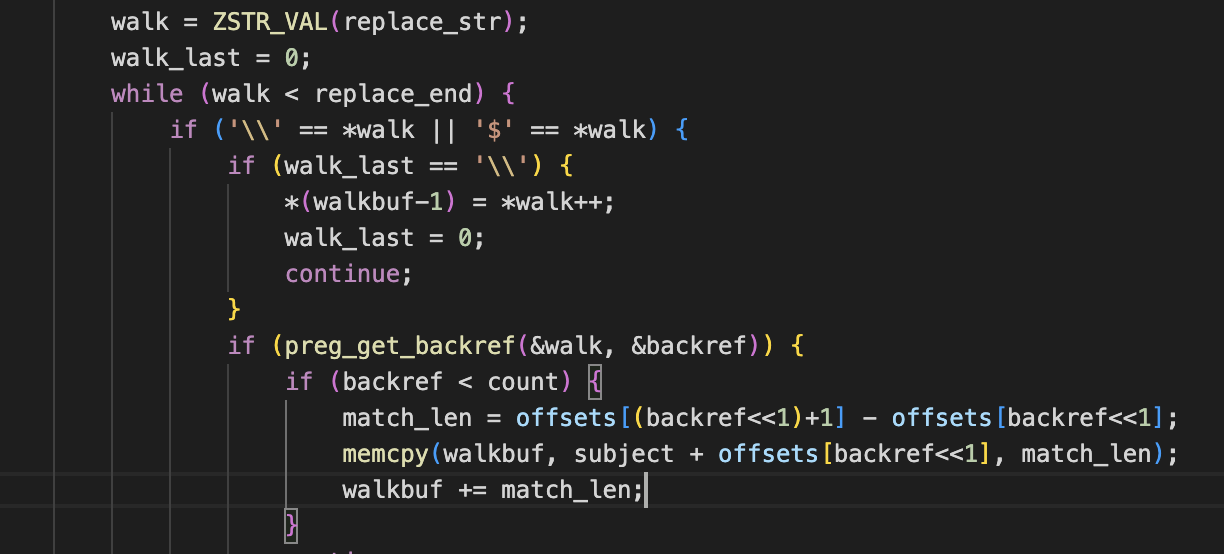 walk = ZSTR_VAL(replace_str);
walk_last = 0;
while (walk < replace_end) {
if ('\\' == *walk || '$' == *walk) {
if (walk_last == '\\') {
*(walkbuf-1) = *walk++;
walk_last = 0;
continue;
}
if (preg_get_backref(&walk, &backref)) {
if (backref < count) {
match_len = offsets[(backref<<1)+1] - offsets[backref<<1];
memcpy(walkbuf, subject + offsets[backref<<1], match_len);
walkbuf += match_len;
}